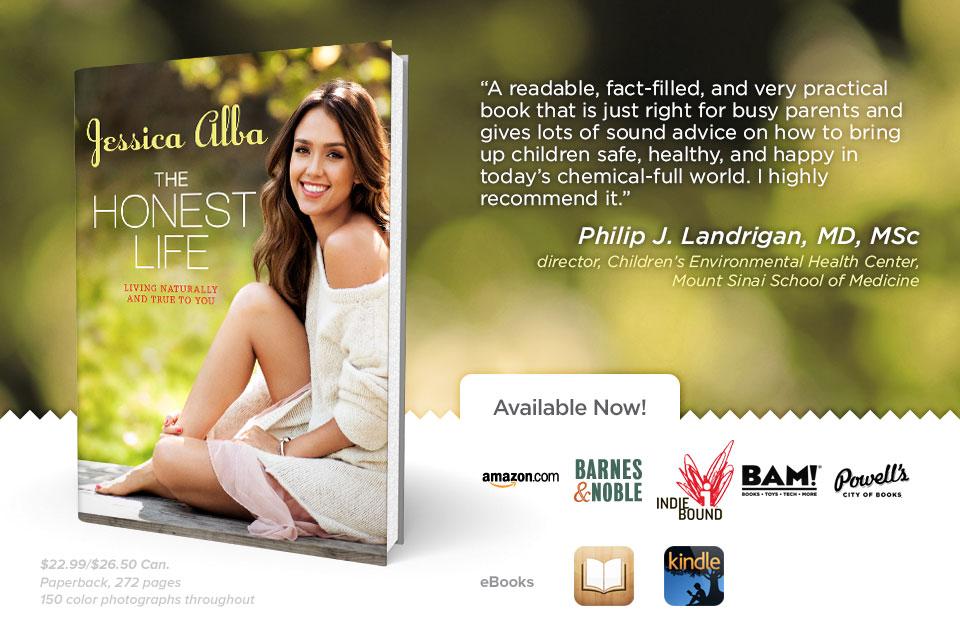 Jessica Alba
THE
HONEST
LIFE
LIVING NATURALLY
AND TRUE TO YOU
“A readable, fact-filled, and very practical
book that is just right for busy parents and
gives lots of sound advice on how to bring
up children safe, healthy, and happy in
today’s chemical-full world. I highly
recommend it.”
Philip J. Landrigan, MD, MSc
director, Children’s Environmental Health Center,
Mount Sinai School of Medicine
Available Now!
amazon.com
BARNES
&NOBLE
INDIE
BOUND
BAM!
BOOKS • TOYS • TECH • MORE
Powell's
CITY OF BOOKS
$22.99/$26.50 Can.
Paperback, 272 pages
150 color photographs throughout
eBooks
kindle